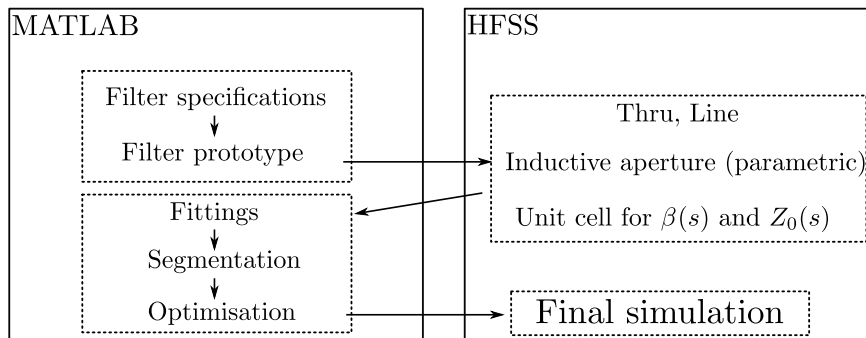 MATLAB
Filter specifications
Filter prototype
Fittings
Segmentation
Optimisation
HFSS
Thru, Line
Inductive aperture (parametric)
Unit cell for β(s) and Z₀(s)
Final simulation